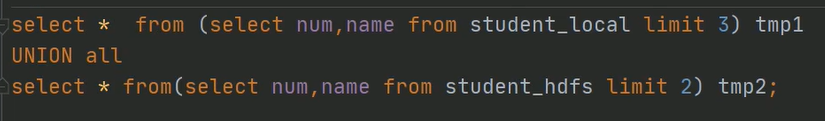 select *  from (select num,name from student_local limit 3) tmp1
UNION all
select * from(select num,name from student_hdfs limit 2) tmp2;